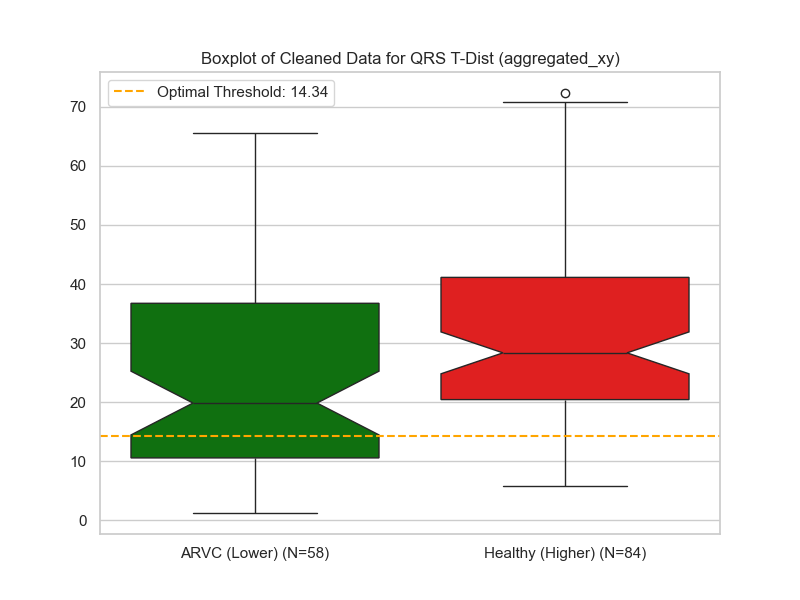 Boxplot of Cleaned Data for QRS T-Dist (aggregated_xy)
Optimal Threshold: 14.34
70
60
50
40
30
20
10
0
ARVC (Lower) (N=58)
Healthy (Higher) (N=84)